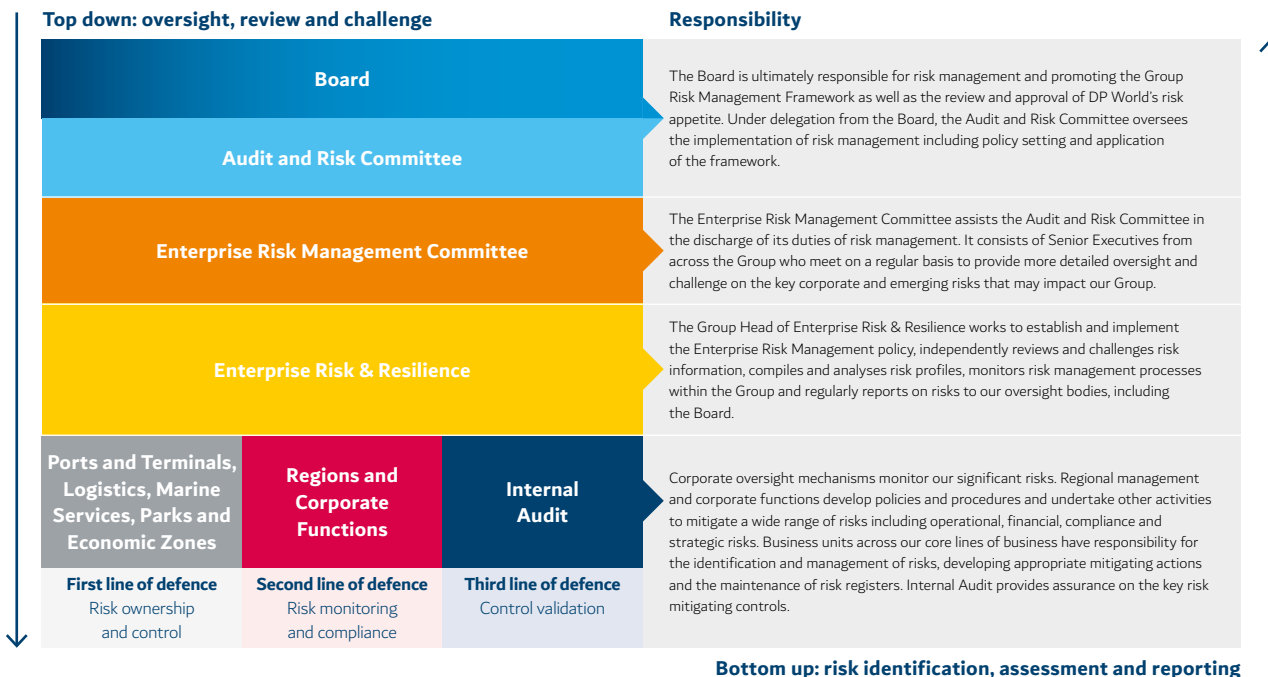 Top down: oversight, review and challenge
Responsibility
Board
Audit and Risk Committee
The Board is ultimately responsible for risk management and promoting the Group
Risk Management Framework as well as the review and approval of DP World's risk
appetite. Under delegation from the Board, the Audit and Risk Committee oversees
the implementation of risk management including policy setting and application
of the framework.
Enterprise Risk Management Committee
The Enterprise Risk Management Committee assists the Audit and Risk Committee in
the discharge of its duties of risk management. It consists of Senior Executives from
across the Group who meet on a regular basis to provide more detailed oversight and
challenge on the key corporate and emerging risks that may impact our Group.
Enterprise Risk & Resilience
The Group Head of Enterprise Risk & Resilience works to establish and implement
the Enterprise Risk Management policy, independently reviews and challenges risk
information, compiles and analyses risk profiles, monitors risk management processes
within the Group and regularly reports on risks to our oversight bodies, including
the Board.
Ports and Terminals,
Logistics, Marine
Services, Parks and
Economic Zones
First line of defence
Risk ownership
and control
Regions and
Corporate
Functions
Second line of defence
Risk monitoring
and compliance
Internal
Audit
Third line of defence
Control validation
Corporate oversight mechanisms monitor our significant risks. Regional management
and corporate functions develop policies and procedures and undertake other activities
to mitigate a wide range of risks including operational, financial, compliance and
strategic risks. Business units across our core lines of business have responsibility for
the identification and management of risks, developing appropriate mitigating actions
and the maintenance of risk registers. Internal Audit provides assurance on the key risk
mitigating controls.
Bottom up: risk identification, assessment and reporting